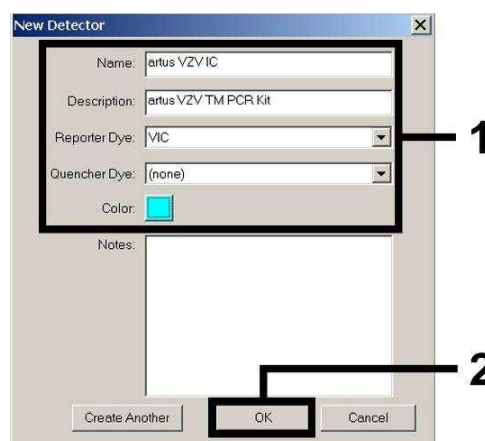 New Detector
Name: artus VZV IC
Description: artus VZV TM PCR Kit
Reporter Dye: VIC
1
Quencher Dye: (none)
Color:
Notes:
2
Create Another OK Cancel